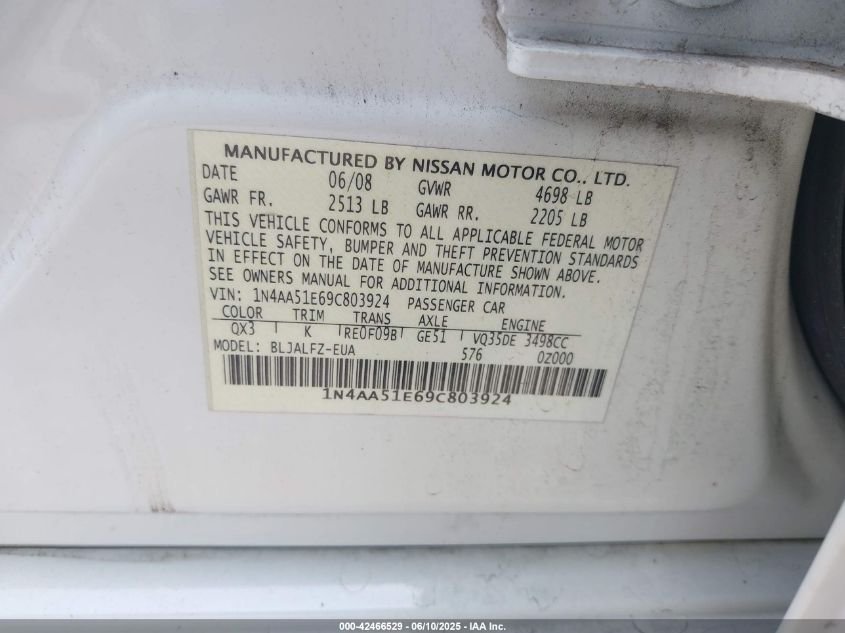 MANUFACTURED BY NISSAN MOTOR CO., LTD.
DATE 06/08 GVWR 4698 LB
GAWR FR. 2513 LB GAWR RR. 2205 LB
THIS VEHICLE CONFORMS TO ALL APPLICABLE FEDERAL MOTOR
VEHICLE SAFETY, BUMPER AND THEFT PREVENTION STANDARDS
IN EFFECT ON THE DATE OF MANUFACTURE SHOWN ABOVE.
SEE OWNERS MANUAL FOR ADDITIONAL INFORMATION.
VIN: 1N4AA51E69C803924 PASSENGER CAR
COLOR TRIM TRANS AXLE ENGINE
QX3 K RE0F09B GE51 VQ35DE 3498CC
MODEL: BLJALFZ-EUA 576 0Z000
1N4AA51E69C803924
000-42466529 - 06/10/2025 - IAA Inc.